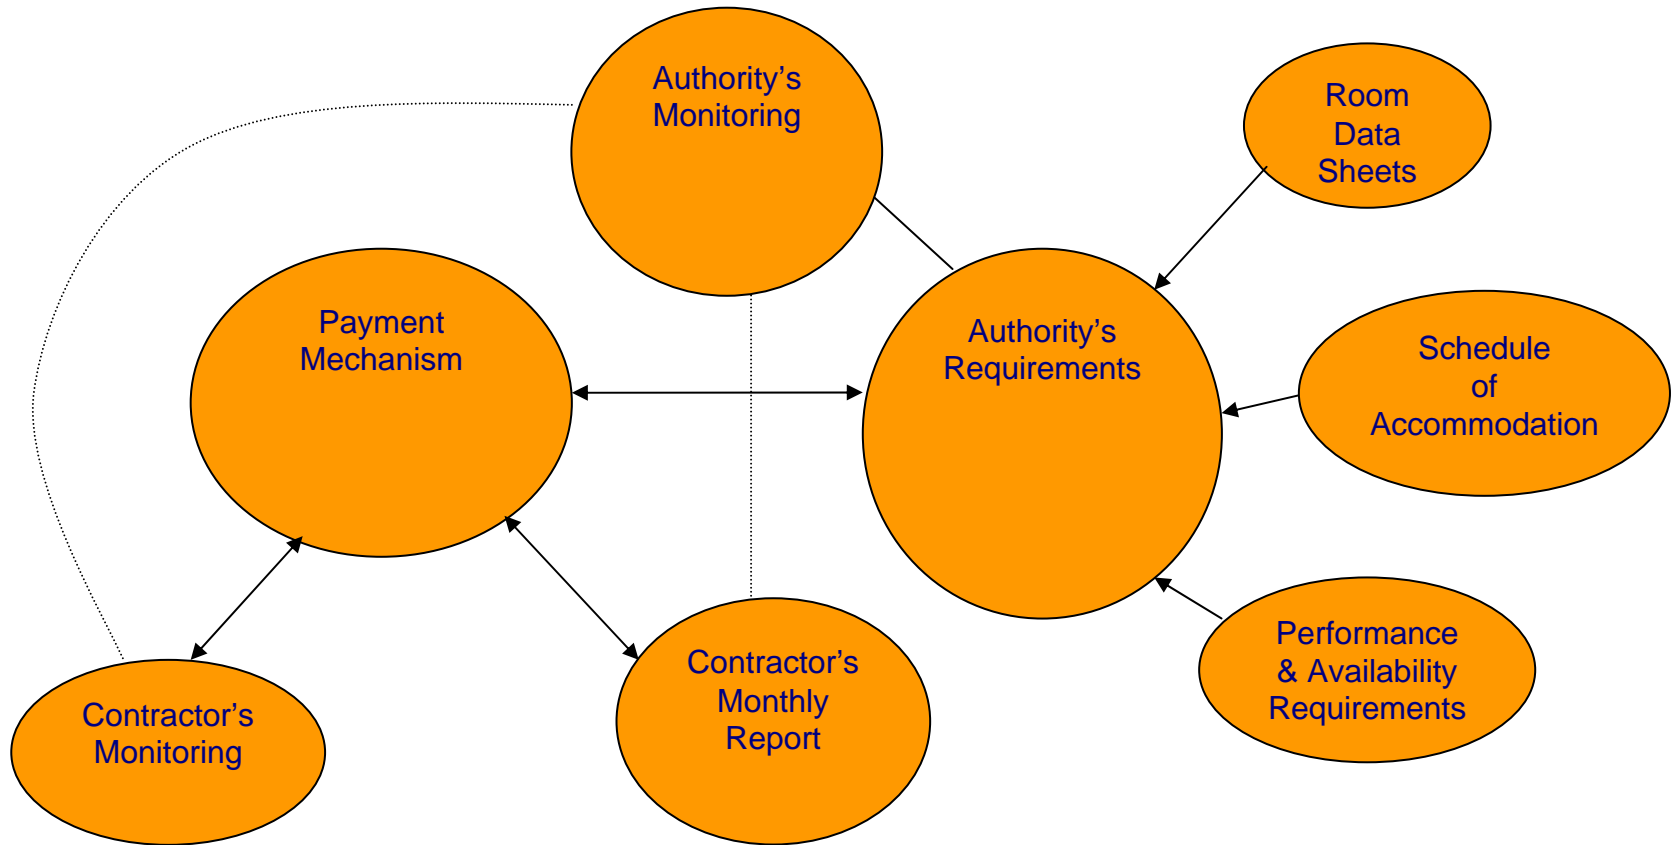 Authority’s
Monitoring
Room
Data
Sheets
Payment
Mechanism
Authority’s
Requirements
Schedule
of
Accommodation
Contractor’s
Monitoring
Contractor’s
Monthly
Report
Performance
& Availability
Requirements